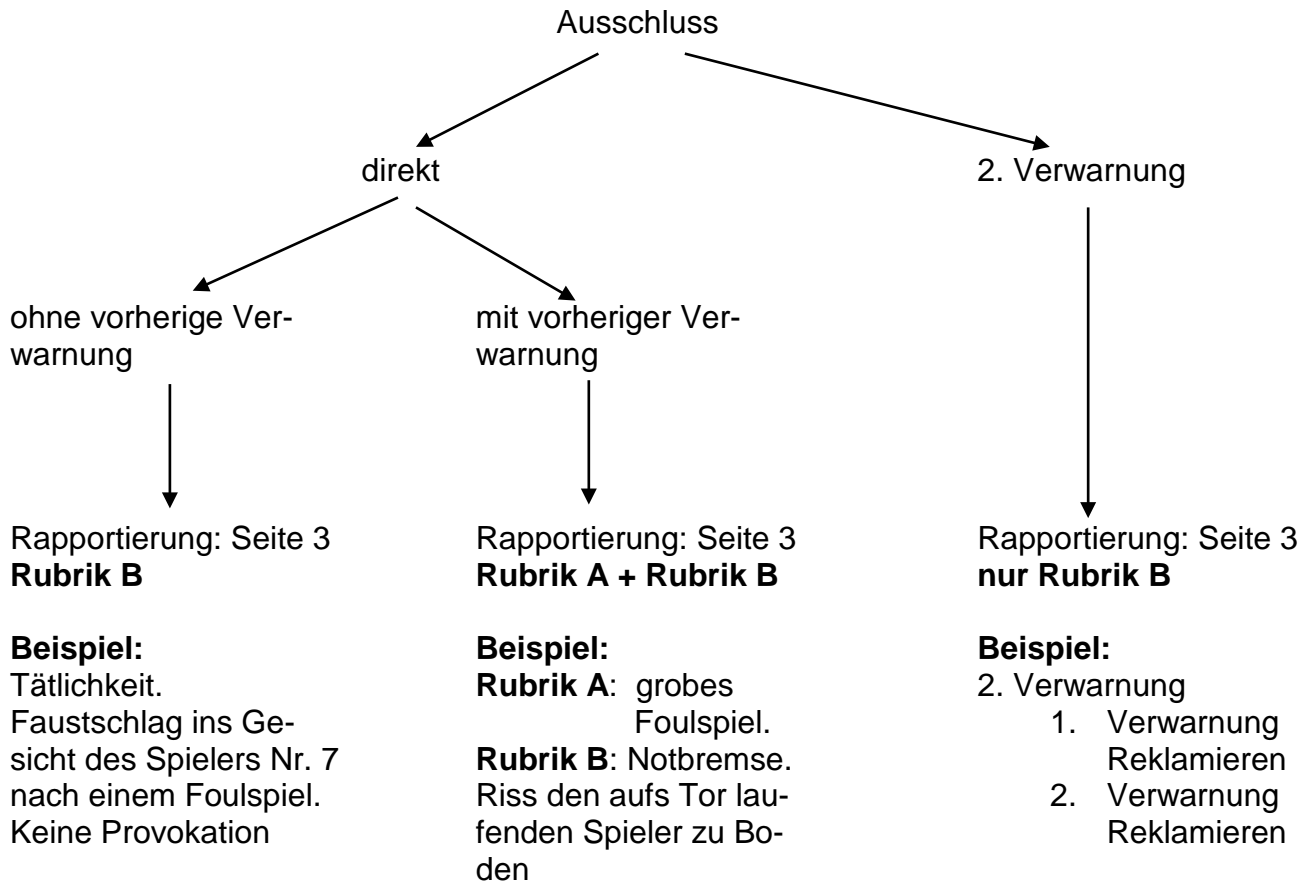 Ausschluss
direkt
2. Verwarnung
ohne vorherige Ver-
warnung
mit vorheriger Ver-
warnung
Rapportierung: Seite 3
Rubrik B
Beispiel:
Tätlichkeit.
Faustschlag ins Ge-
sicht des Spielers Nr. 7
nach einem Foulspiel.
Keine Provokation
Rapportierung: Seite 3
Rubrik A + Rubrik B
Beispiel:
Rubrik A: grobes
Foulspiel.
Rubrik B: Notbremse.
Riss den aufs Tor lau-
fenden Spieler zu Bo-
den
Rapportierung: Seite 3
nur Rubrik B
Beispiel:
2. Verwarnung
1. Verwarnung
Reklamieren
2. Verwarnung
Reklamieren